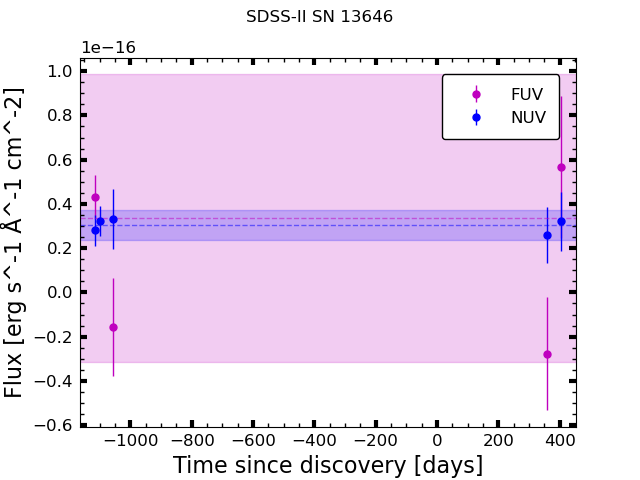 SDSS-II SN 13646
1e−16
FUV
NUV
1.0
0.8
0.6
0.4
0.2
0.0
−0.2
−0.4
−0.6
Flux [erg s^-1 Å^-1 cm^-2]
−1000 −800 −600 −400 −200 0 200 400
Time since discovery [days]